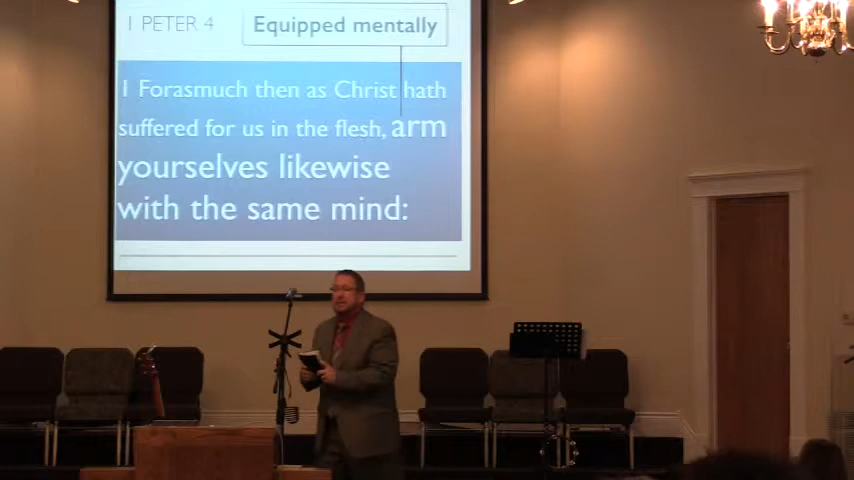 1 PETER 4
Equipped mentally
1 Forasmuch then as Christ hath
suffered for us in the flesh, arm
yourselves likewise
with the same mind: